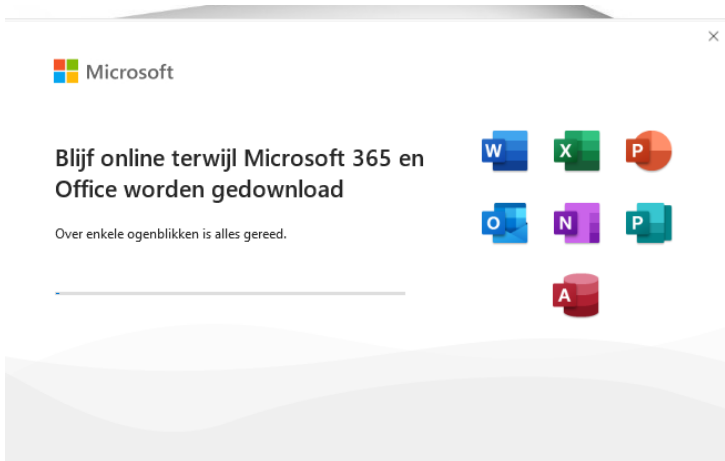 Microsoft
Blijf online terwijl Microsoft 365 en
Office worden gedownload
Over enkele ogenblikken is alles gereed.
W
X
P
O
N
P
A